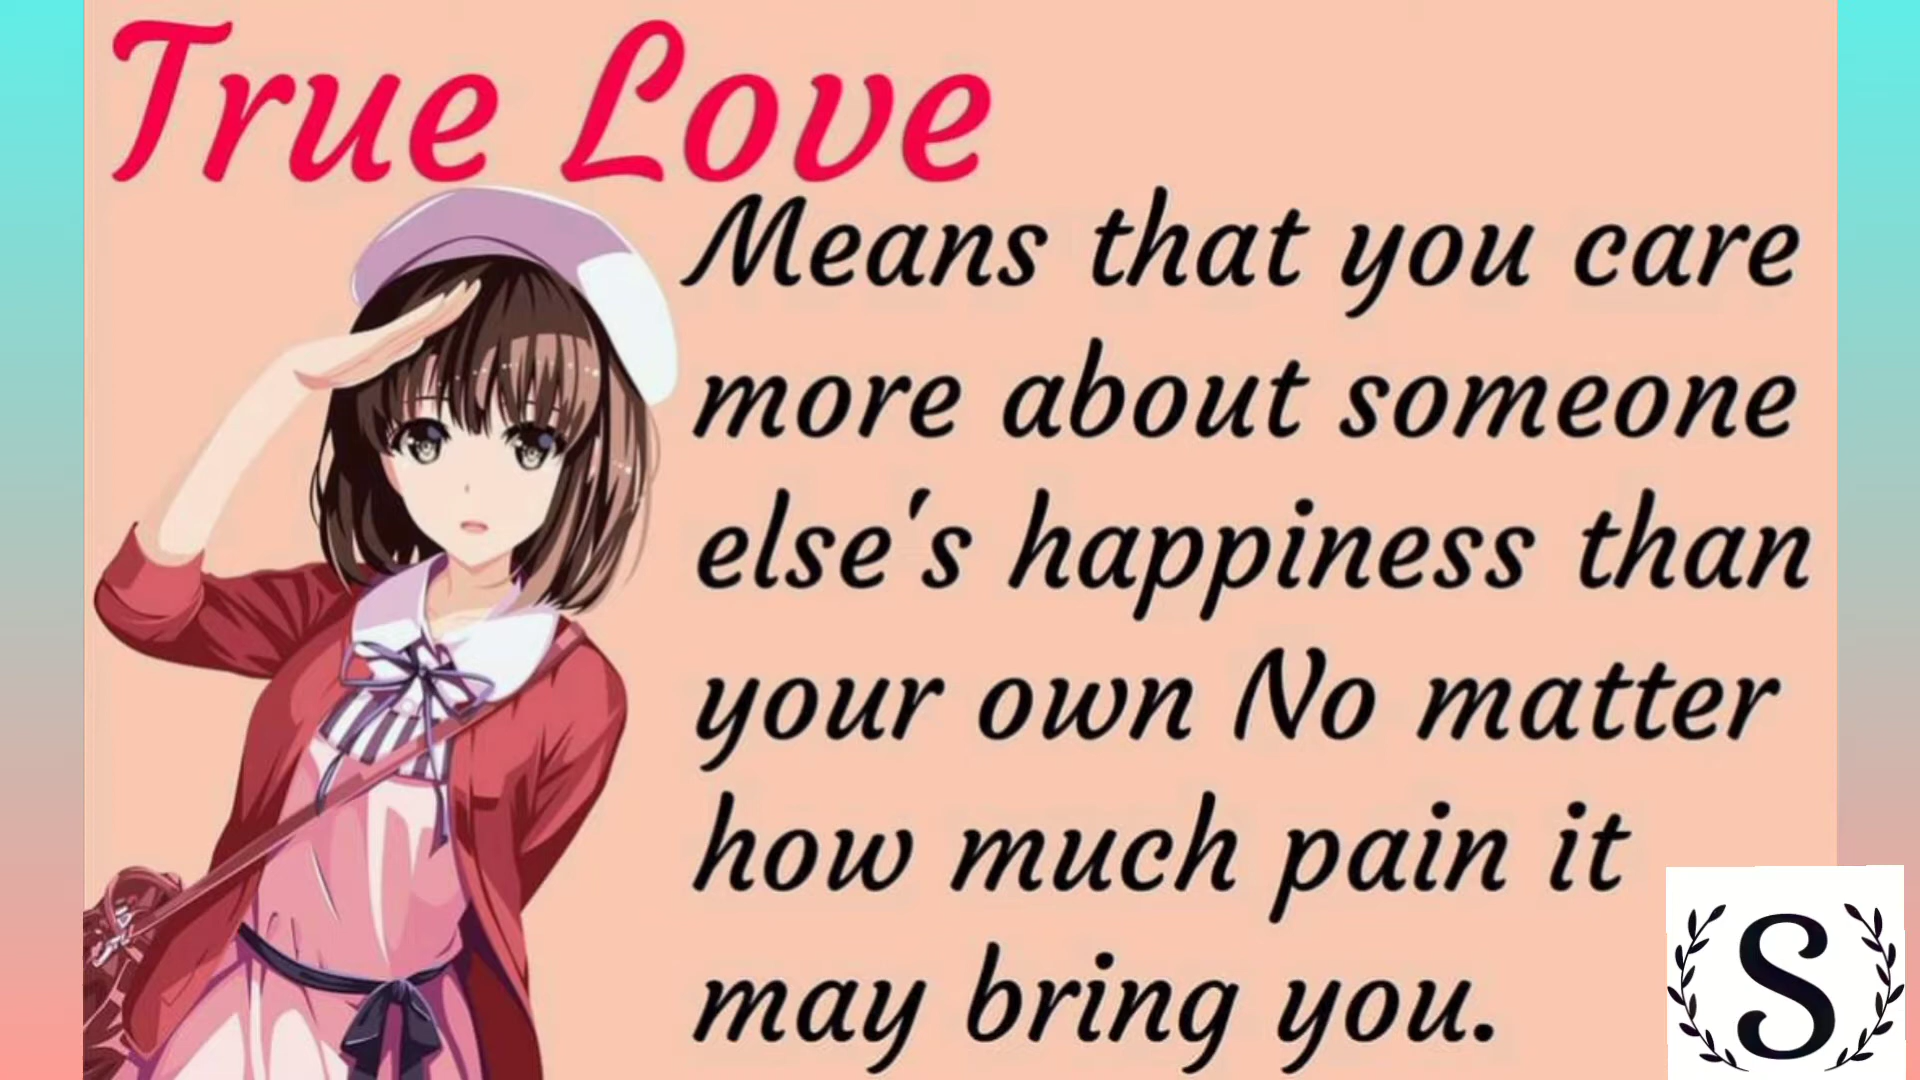 True Love
Means that you care
more about someone
else's happiness than
your own No matter
how much pain it
may bring you.
S